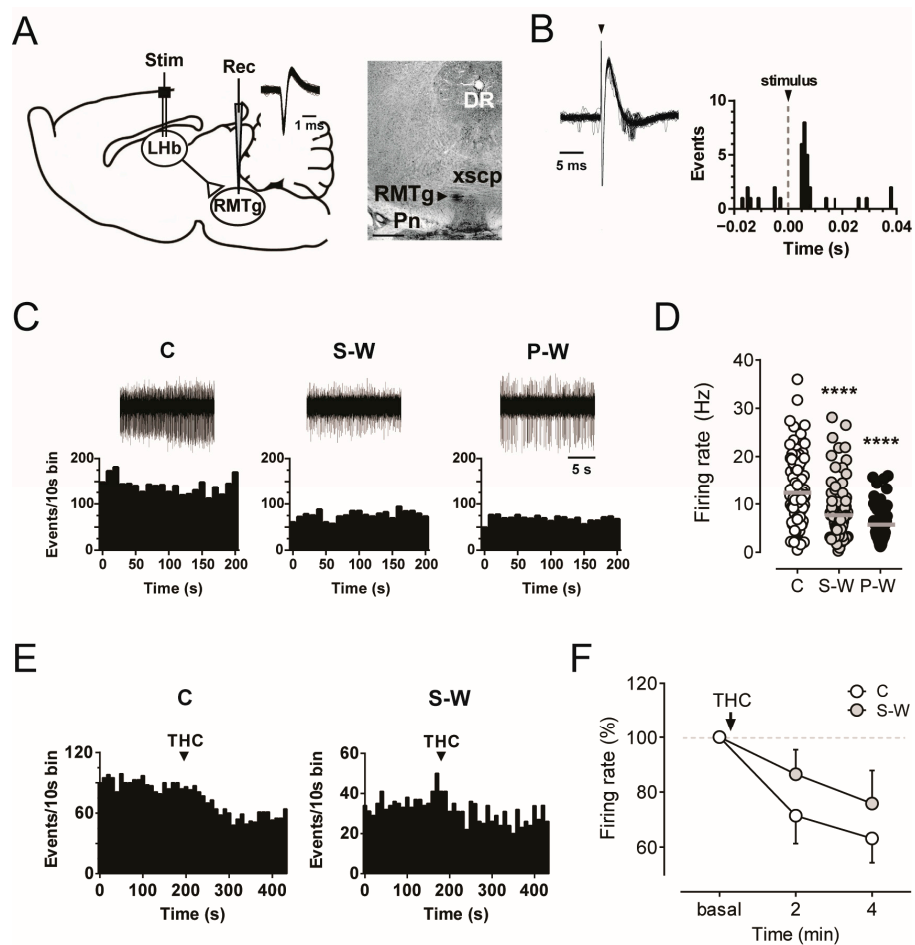 A
Stim
Rec
1 ms
LHb
RMTg
DR
xscp
RMTg
Pn
B
5 ms
stimulus
10
5
0
Events
−0.02
0.00
0.02
0.04
Time (s)
C
C
S-W
P-W
5 s
Events/10s bin
200
100
0
0 50 100 150 200
Time (s)
200
100
0
0 50 100 150 200
Time (s)
200
100
0
0 50 100 150 200
Time (s)
D
Firing rate (Hz)
40
30
20
10
0
****
****
C S-W P-W
E
C
THC
Events/10s bin
120
60
0
0 100 200 300 400
Time (s)
S-W
THC
Events/10s bin
60
40
20
0
0 100 200 300 400
Time (s)
F
Firing rate (%)
120
100
80
60
THC
C
S-W
basal 2 4
Time (min)